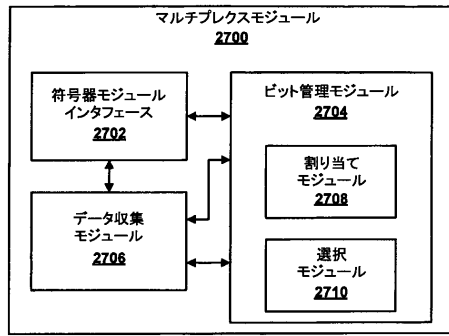 マルチプレクスモジュール
2700
符号器モジュール
インタフェース
2702
データ収集
モジュール
2706
ビット管理モジュール
2704
割り当て
モジュール
2708
選択
モジュール
2710